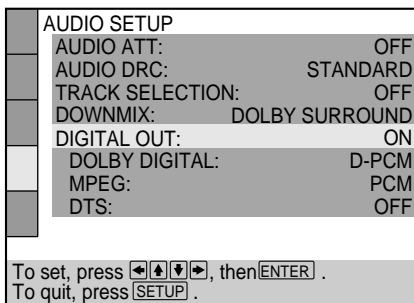 AUDIO SETUP
AUDIO ATT: OFF
AUDIO DRC: STANDARD
TRACK SELECTION: OFF
DOWNMIX: DOLBY SURROUND
DIGITAL OUT: ON
DOLBY DIGITAL: D-PCM
MPEG: PCM
DTS: OFF
To set, press ←↑↓→, then ENTER .
To quit, press SETUP .